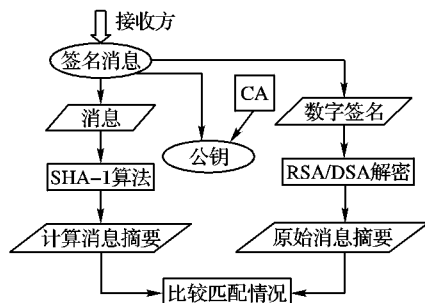 接收方
签名消息
CA
消息
数字签名
公钥
SHA-1算法
RSA/DSA解密
计算消息摘要
原始消息摘要
比较匹配情况